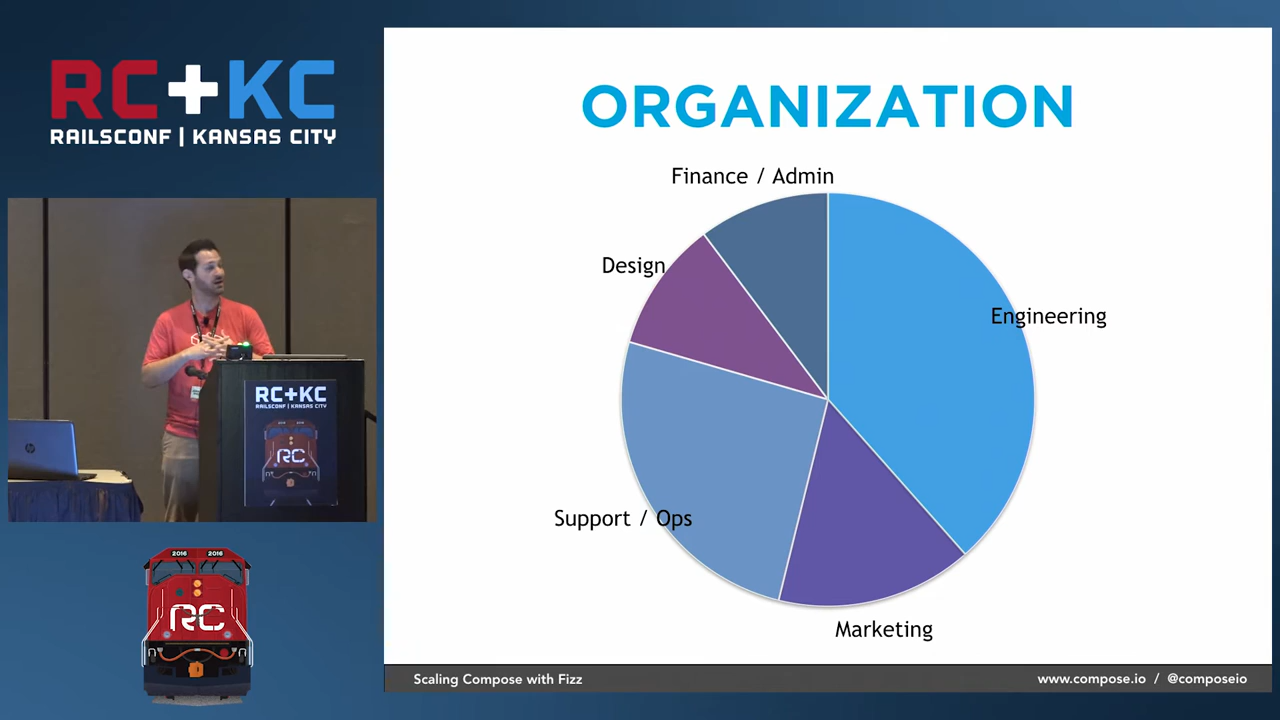 RC+KC
RAILSCONF | KANSAS CITY
ORGANIZATION
Finance / Admin
Design
Engineering
Support / Ops
Marketing
RC+KC
RAILSCONF | KANSAS CITY
RC
hp
2016 2016
RC
Scaling Compose with Fizz
www.compose.io / @composeio